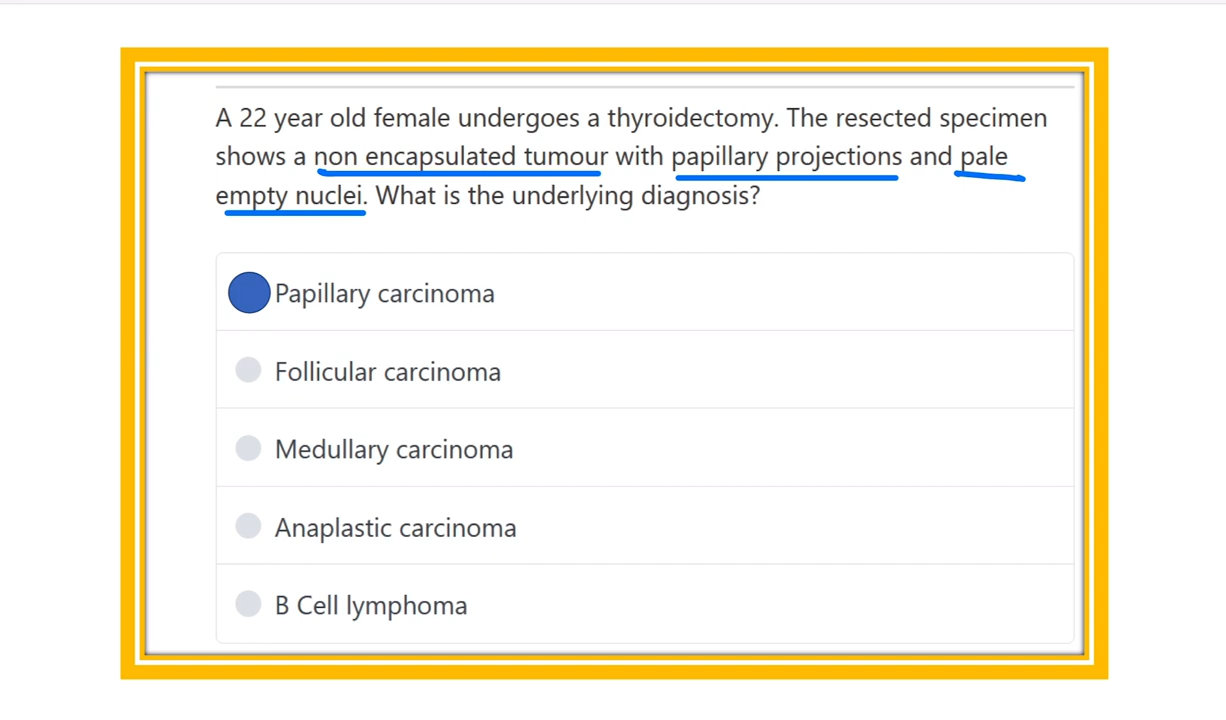 A 22 year old female undergoes a thyroidectomy. The resected specimen
shows a non encapsulated tumour with papillary projections and pale
empty nuclei. What is the underlying diagnosis?
Papillary carcinoma
Follicular carcinoma
Medullary carcinoma
Anaplastic carcinoma
B Cell lymphoma